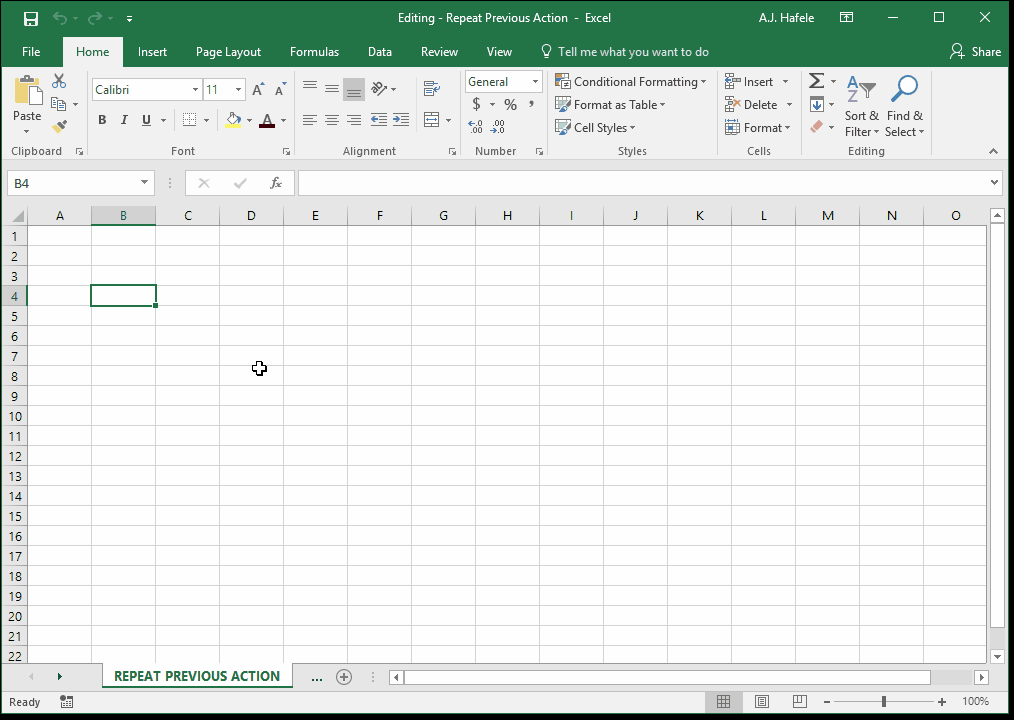 Editing - Repeat Previous Action - Excel
A.J. Hafele
File Home Insert Page Layout Formulas Data Review View Tell me what you want to do Share
Calibri 11 General Conditional Formatting Insert
Paste $ % , Format as Table Delete Sort & Find &
B I U A Cell Styles Format Filter Select
Clipboard Font Alignment Number Styles Cells Editing
B4 fx
A B C D E F G H I J K L M N O
1
2
3
4
5
6
7
8
9
10
11
12
13
14
15
16
17
18
19
20
21
22
REPEAT PREVIOUS ACTION ...
Ready 100%